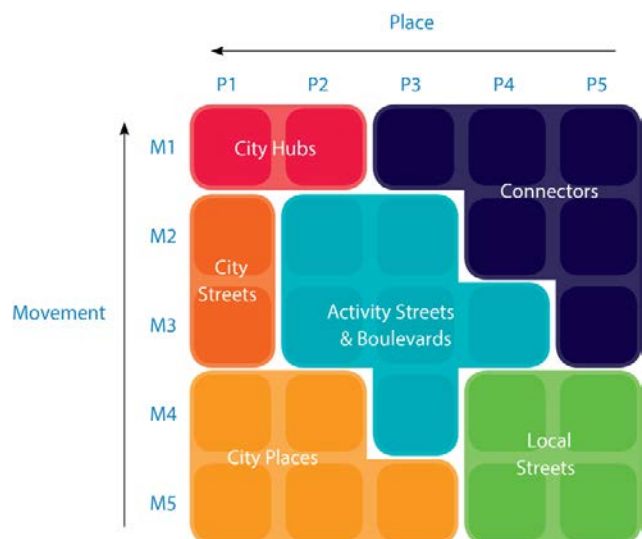 Place
P1 P2 P3 P4 P5
M1
City Hubs
Connectors
M2
City
Streets
Movement
M3
Activity Streets
& Boulevards
M4
City Places
Local
Streets
M5